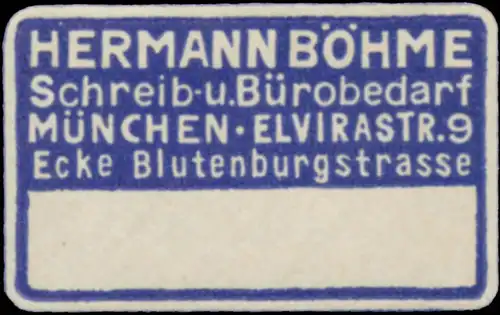 HERMANN BÖHME
Schreib-u.Bürobedarf
MÜNCHEN·ELVIRASTR.9
Ecke Blutenburgstrasse